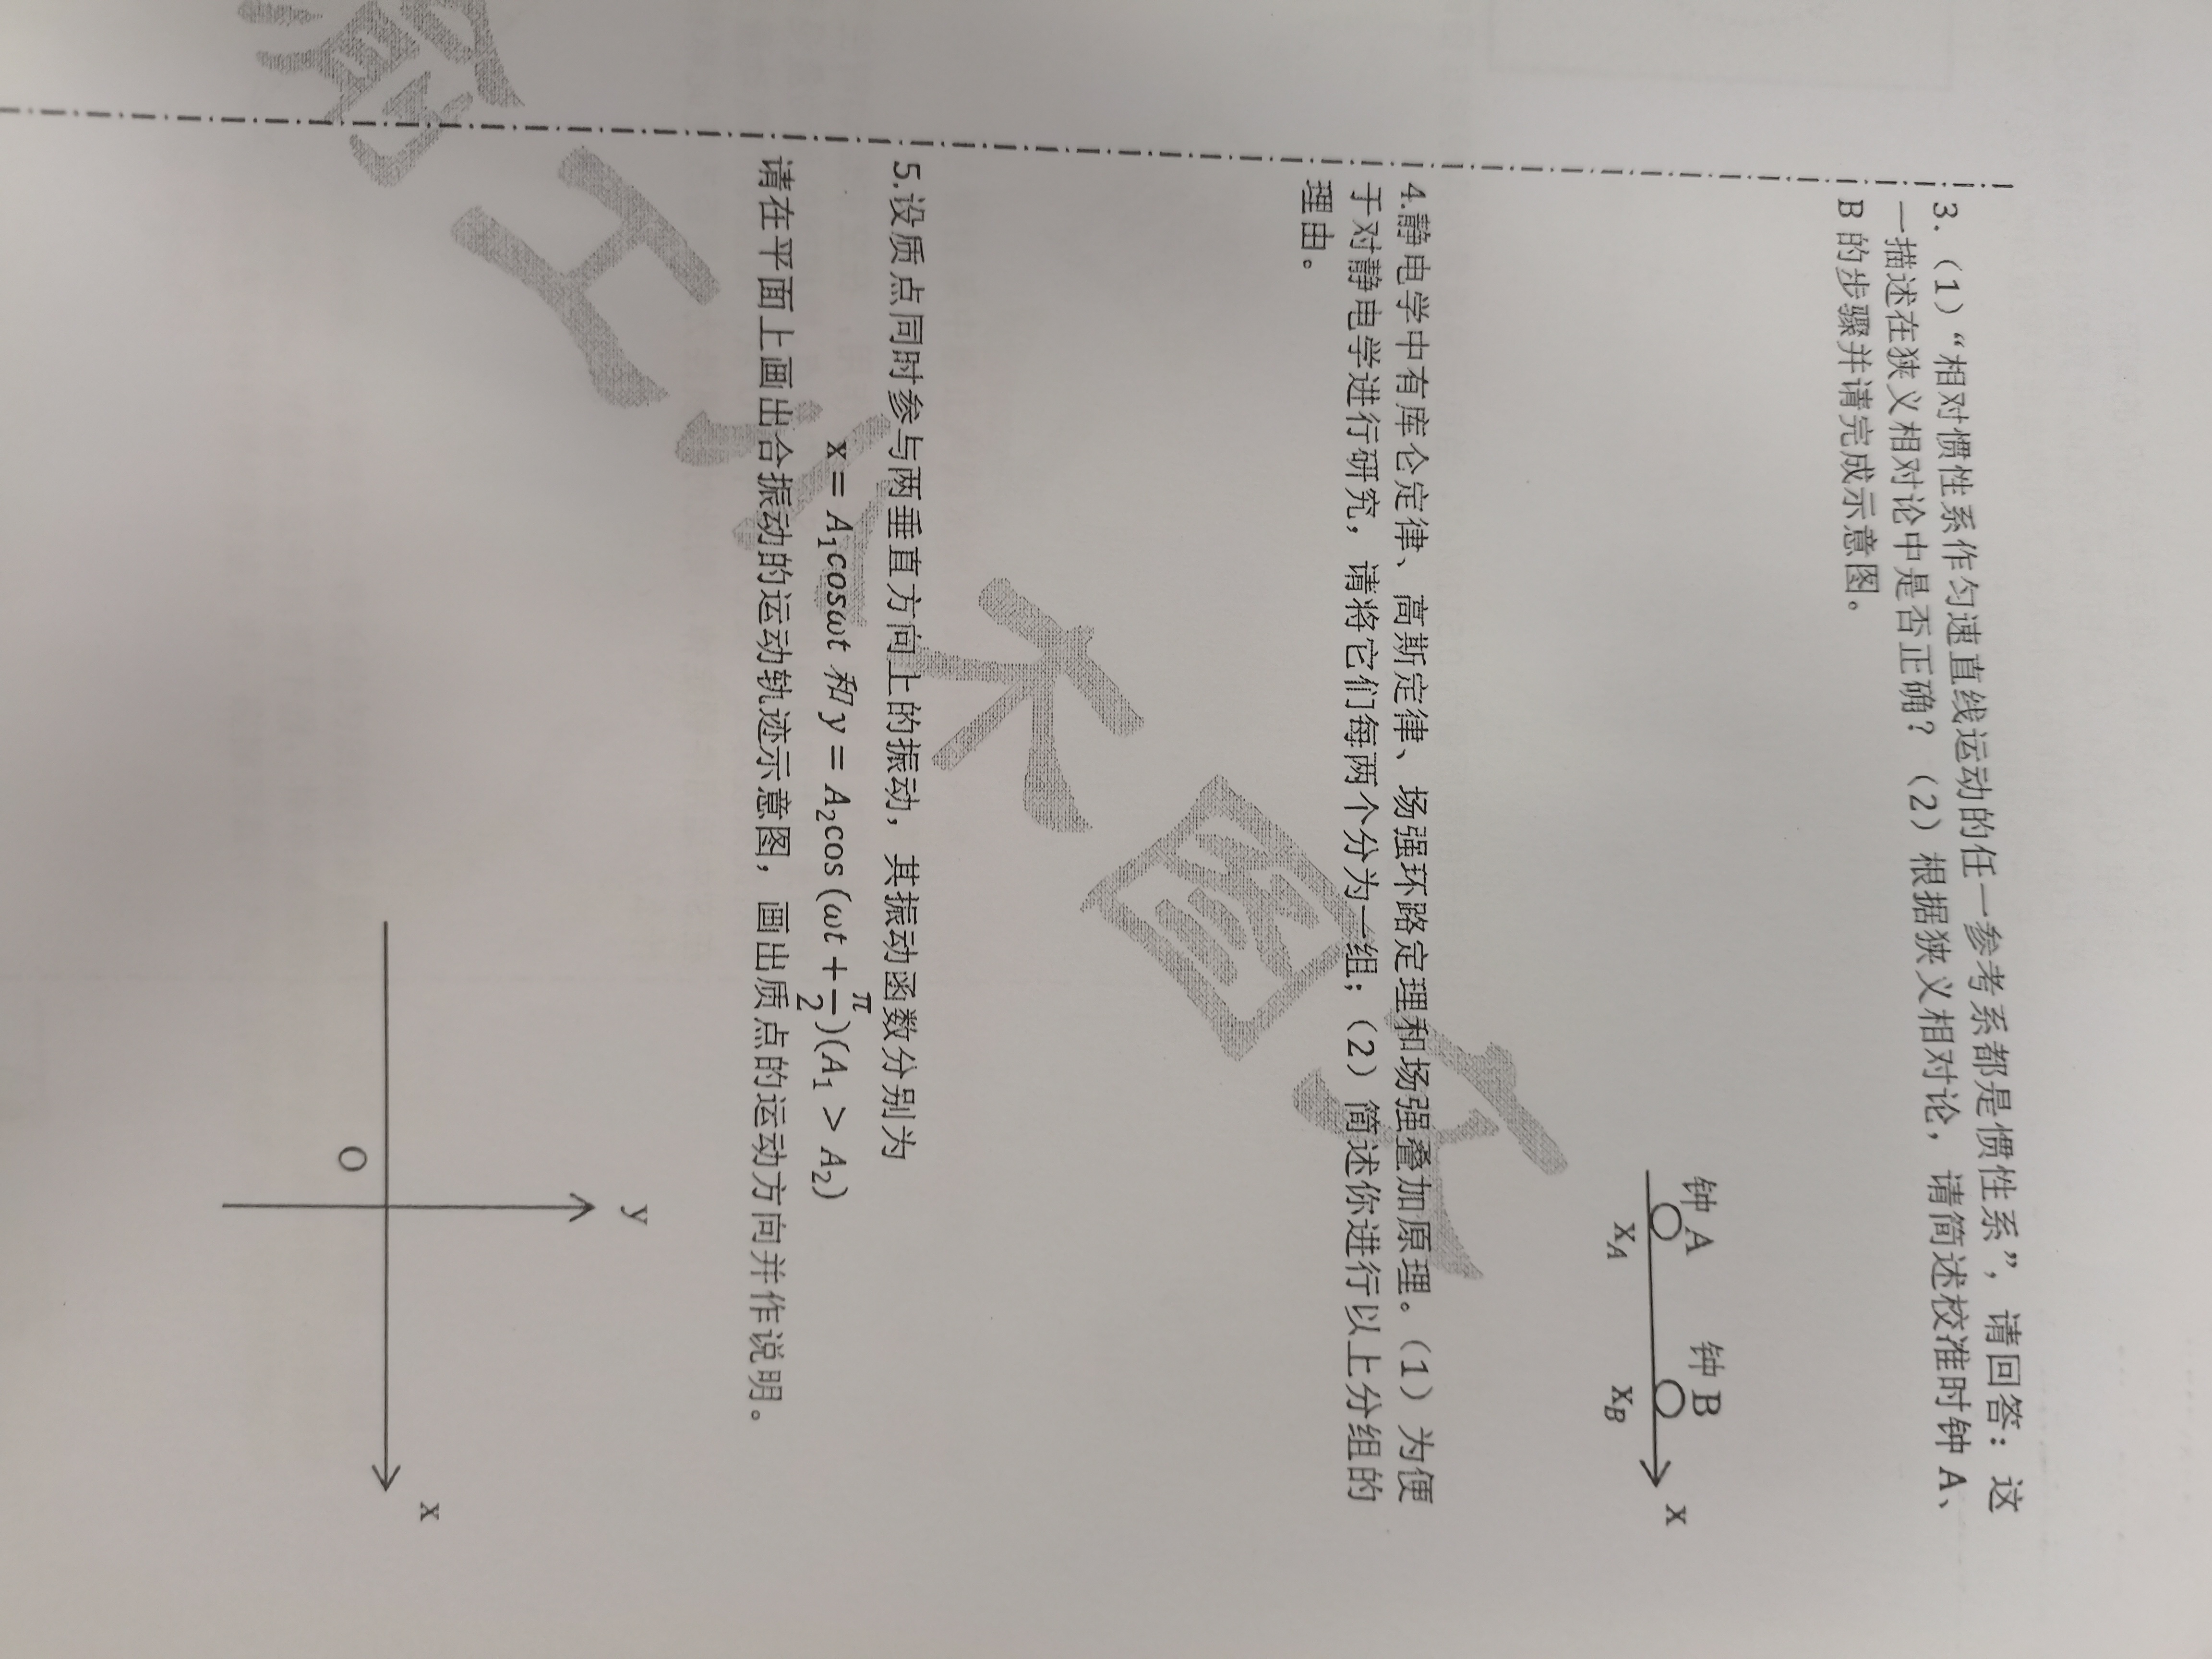 3.（1）“相对惯性系作匀速直线运动的任一参考系都是惯性系”，请回答：这
一描述在狭义相对论中是否正确？（2）根据狭义相对论，请简述校准时钟 A、
B 的步骤并请完成示意图。
钟 A 钟 B
x
x_A x_B
4.静电学中有库仑定律、高斯定律、场强环路定理和场强叠加原理。（1）为便
于对静电学进行研究，请将它们每两个分为一组；（2）简述你进行以上分组的
理由。
5.设质点同时参与两垂直方向上的振动，其振动函数分别为
x = A₁cosωt 和 y = A₂cos (ωt + π/2)(A₁ > A₂)
请在平面上画出合振动的运动轨迹示意图，画出质点的运动方向并作说明。
y
x
O